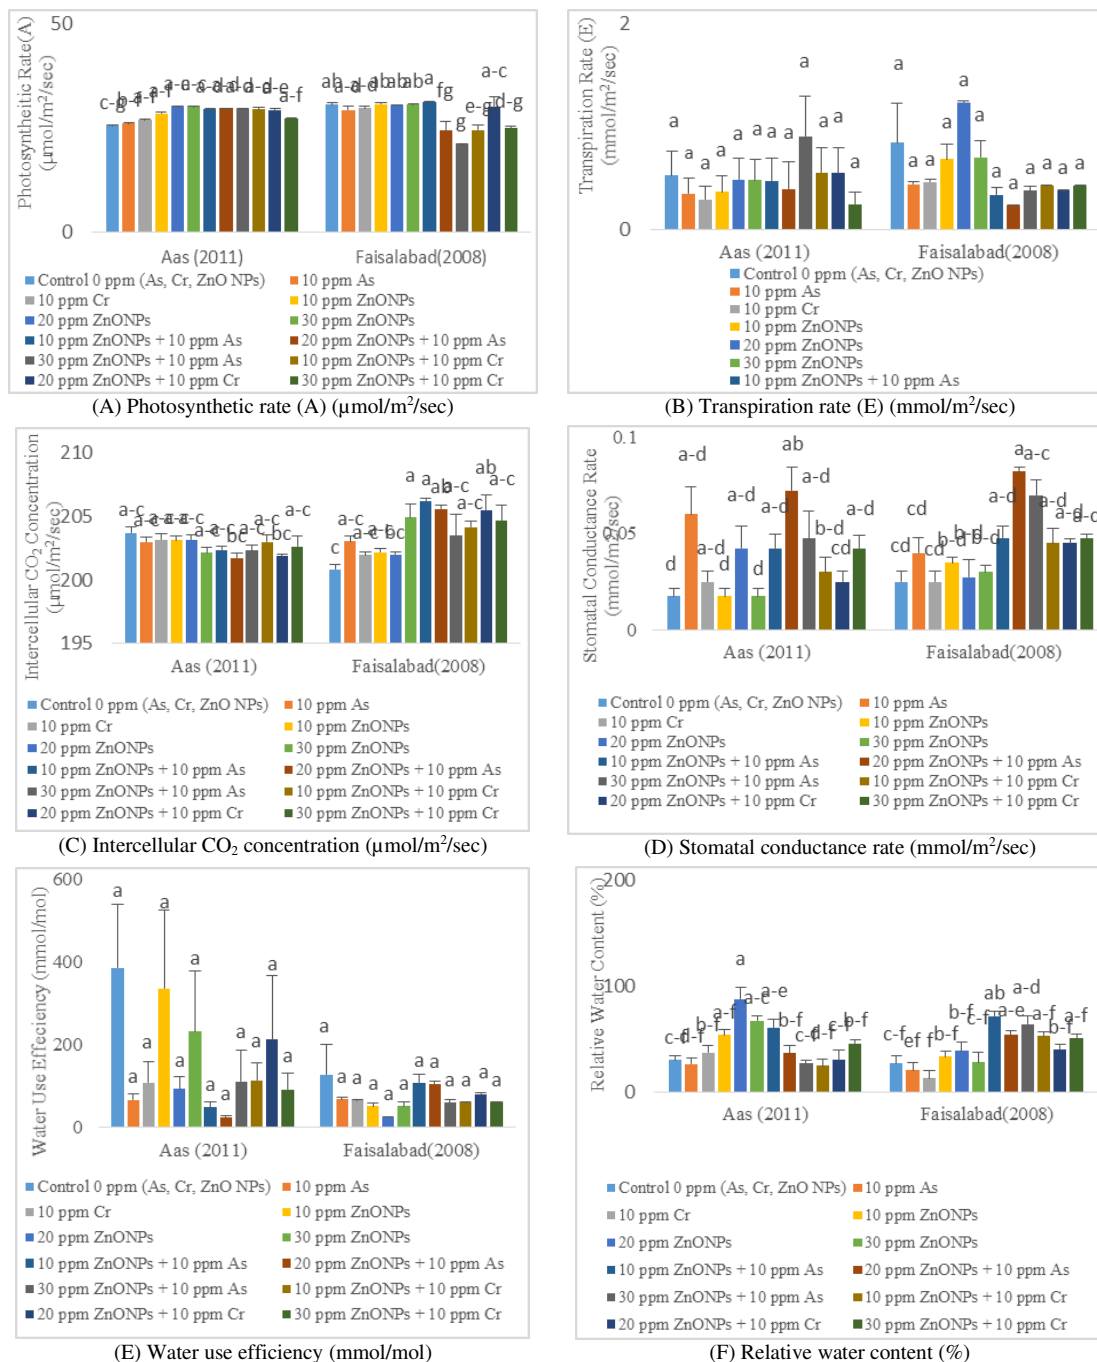 50
Photosyntheitic Rate(A)
(µmol/m²/sec)
0
c-g b-f a-f a-f a-c a-c a-d a-d a-d a-d a-e a-f
ab a-d a-d ab ab ab a fg g e-g a-c d-g
Aas (2011) Faisalabad(2008)
Control 0 ppm (As, Cr, ZnO NPs) 10 ppm As
10 ppm Cr 10 ppm ZnONPs
20 ppm ZnONPs 30 ppm ZnONPs
10 ppm ZnONPs + 10 ppm As 20 ppm ZnONPs + 10 ppm As
30 ppm ZnONPs + 10 ppm As 10 ppm ZnONPs + 10 ppm Cr
20 ppm ZnONPs + 10 ppm Cr 30 ppm ZnONPs + 10 ppm Cr
(A) Photosynthetic rate (A) (µmol/m²/sec)
2
Transpiration Rate (E)
(mmol/m²/sec)
0
a a a a a a a a a a a a
a a a a a a a a a a a a
Aas (2011) Faisalabad(2008)
Control 0 ppm (As, Cr, ZnO NPs)
10 ppm As
10 ppm Cr
10 ppm ZnONPs
20 ppm ZnONPs
30 ppm ZnONPs
10 ppm ZnONPs + 10 ppm As
(B) Transpiration rate (E) (mmol/m²/sec)
210
205
200
195
Intercellular CO₂ Concentration
(µmol/m²/sec)
a-c a-c a-c a-c a-c a-c a-c bc a-c a-c bc a-c
c a-c a-c a-c bc a a ab a-c a-c ab a-c
Aas (2011) Faisalabad(2008)
Control 0 ppm (As, Cr, ZnO NPs) 10 ppm As
10 ppm Cr 10 ppm ZnONPs
20 ppm ZnONPs 30 ppm ZnONPs
10 ppm ZnONPs + 10 ppm As 20 ppm ZnONPs + 10 ppm As
30 ppm ZnONPs + 10 ppm As 10 ppm ZnONPs + 10 ppm Cr
20 ppm ZnONPs + 10 ppm Cr 30 ppm ZnONPs + 10 ppm Cr
(C) Intercellular CO₂ concentration (µmol/m²/sec)
0.1
0.05
0
Stomatal Conductance Rate
(mmol/m²/sec)
d a-d a-d d a-d d a-d ab a-d b-d cd a-d
cd cd cd b-d b-d b-d a-d a a-c a-d a-d a-d
Aas (2011) Faisalabad(2008)
Control 0 ppm (As, Cr, ZnO NPs) 10 ppm As
10 ppm Cr 10 ppm ZnONPs
20 ppm ZnONPs 30 ppm ZnONPs
10 ppm ZnONPs + 10 ppm As 20 ppm ZnONPs + 10 ppm As
30 ppm ZnONPs + 10 ppm As 10 ppm ZnONPs + 10 ppm Cr
20 ppm ZnONPs + 10 ppm Cr 30 ppm ZnONPs + 10 ppm Cr
(D) Stomatal conductance rate (mmol/m²/sec)
600
400
200
0
Water Use Effeciency (mmol/mol)
a a a a a a a a a a a a
a a a a a a a a a a a a
Aas (2011) Faisalabad(2008)
Control 0 ppm (As, Cr, ZnO NPs) 10 ppm As
10 ppm Cr 10 ppm ZnONPs
20 ppm ZnONPs 30 ppm ZnONPs
10 ppm ZnONPs + 10 ppm As 20 ppm ZnONPs + 10 ppm As
30 ppm ZnONPs + 10 ppm As 10 ppm ZnONPs + 10 ppm Cr
20 ppm ZnONPs + 10 ppm Cr 30 ppm ZnONPs + 10 ppm Cr
(E) Water use efficiency (mmol/mol)
200
100
0
Relative Water Content (%)
c-f d-f b-f a-f a a-c a-e b-f c-f d-f c-f b-f
c-f ef f b-f b-f c-f ab a-e a-d a-f b-f a-f
Aas (2011) Faisalabad(2008)
Control 0 ppm (As, Cr, ZnO NPs) 10 ppm As
10 ppm Cr 10 ppm ZnONPs
20 ppm ZnONPs 30 ppm ZnONPs
10 ppm ZnONPs + 10 ppm As 20 ppm ZnONPs + 10 ppm As
30 ppm ZnONPs + 10 ppm As 10 ppm ZnONPs + 10 ppm Cr
20 ppm ZnONPs + 10 ppm Cr 30 ppm ZnONPs + 10 ppm Cr
(F) Relative water content (%)